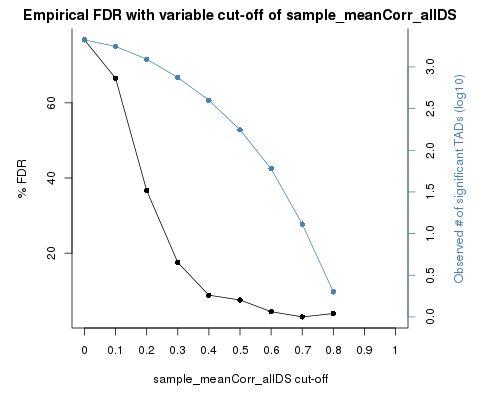 Empirical FDR with variable cut-off of sample_meanCorr_allDS
% FDR
60
40
20
3.0
2.5
2.0
1.5
1.0
0.5
0.0
Observed # of significant TADs (log10)
0 0.1 0.2 0.3 0.4 0.5 0.6 0.7 0.8 0.9 1
sample_meanCorr_allDS cut-off